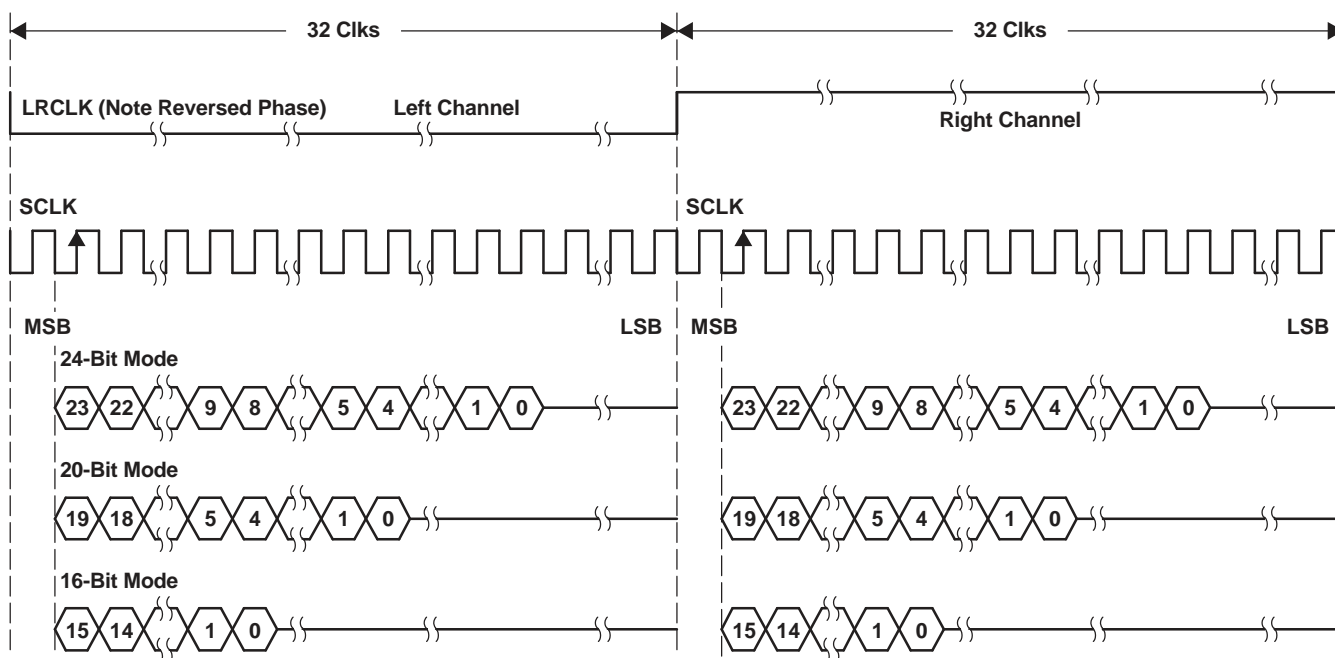 32 Clks 32 Clks
LRCLK (Note Reversed Phase) Left Channel
Right Channel
SCLK SCLK
MSB LSB MSB LSB
24-Bit Mode
23 22 9 8 5 4 1 0 23 22 9 8 5 4 1 0
20-Bit Mode
19 18 5 4 1 0 19 18 5 4 1 0
16-Bit Mode
15 14 1 0 15 14 1 0